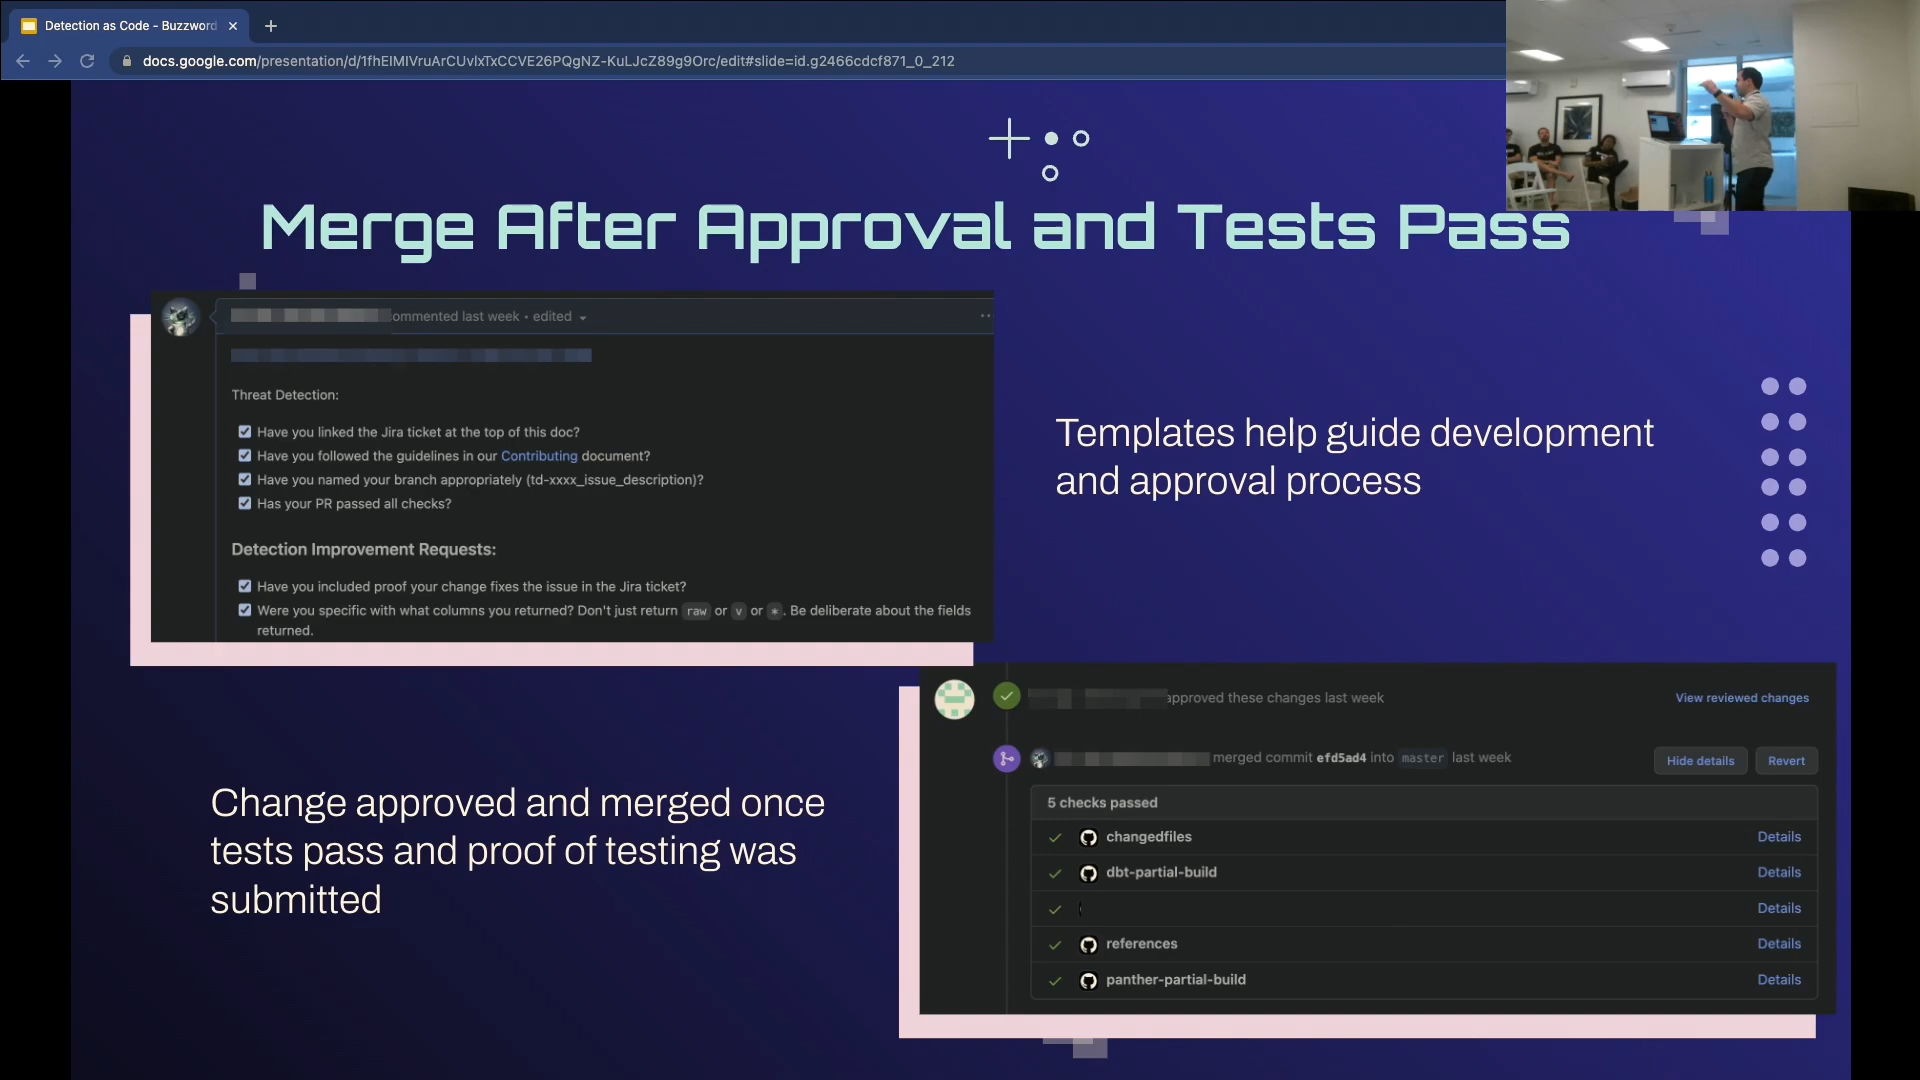 Detection as Code - Buzzword
docs.google.com/presentation/d/1fhEIMIVruArCUvlxTxCCVE26PQgNZ-KuLJcZ89g9Orc/edit#slide=id.g2466cdcf871_0_212
Merge After Approval and Tests Pass
ommented last week • edited
Threat Detection:
Have you linked the Jira ticket at the top of this doc?
Have you followed the guidelines in our Contributing document?
Have you named your branch appropriately (td-xxxx_issue_description)?
Has your PR passed all checks?
Detection Improvement Requests:
Have you included proof your change fixes the issue in the Jira ticket?
Were you specific with what columns you returned? Don't just return raw or v or *. Be deliberate about the fields
returned.
Templates help guide development
and approval process
Change approved and merged once
tests pass and proof of testing was
submitted
approved these changes last week
View reviewed changes
merged commit efd5ad4 into master last week
Hide details
Revert
5 checks passed
changedfiles Details
dbt-partial-build Details
Details
references Details
panther-partial-build Details